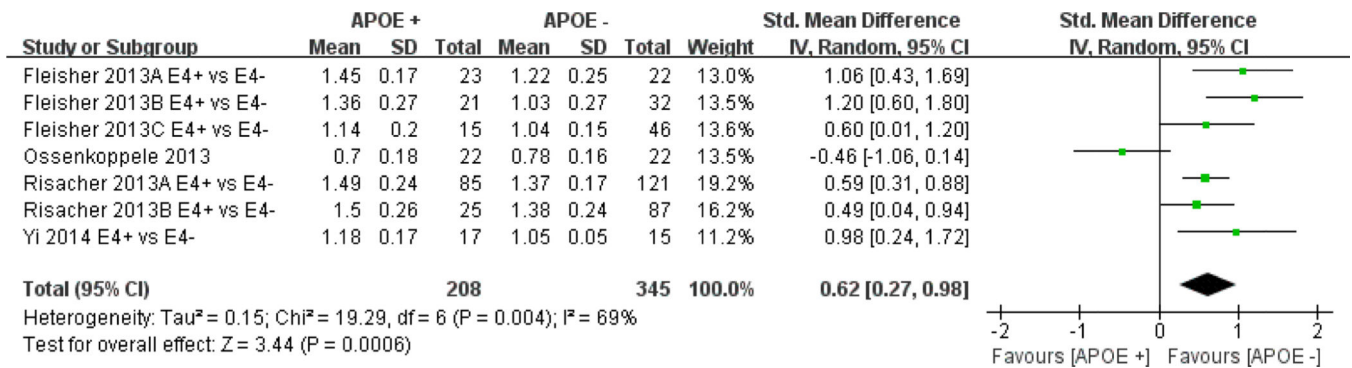 APOE + APOE - Std. Mean Difference Std. Mean Difference
Study or Subgroup Mean SD Total Mean SD Total Weight IV, Random, 95% CI IV, Random, 95% CI
Fleisher 2013A E4+ vs E4- 1.45 0.17 23 1.22 0.25 22 13.0% 1.06 [0.43, 1.69]
Fleisher 2013B E4+ vs E4- 1.36 0.27 21 1.03 0.27 32 13.5% 1.20 [0.60, 1.80]
Fleisher 2013C E4+ vs E4- 1.14 0.2 15 1.04 0.15 46 13.6% 0.60 [0.01, 1.20]
Ossenkoppele 2013 0.7 0.18 22 0.78 0.16 22 13.5% -0.46 [-1.06, 0.14]
Risacher 2013A E4+ vs E4- 1.49 0.24 85 1.37 0.17 121 19.2% 0.59 [0.31, 0.88]
Risacher 2013B E4+ vs E4- 1.5 0.26 25 1.38 0.24 87 16.2% 0.49 [0.04, 0.94]
Yi 2014 E4+ vs E4- 1.18 0.17 17 1.05 0.05 15 11.2% 0.98 [0.24, 1.72]
Total (95% CI) 208 345 100.0% 0.62 [0.27, 0.98]
Heterogeneity: Tau² = 0.15; Chi² = 19.29, df = 6 (P = 0.004); I² = 69%
Test for overall effect: Z = 3.44 (P = 0.0006)
-2 -1 0 1 2
Favours [APOE +] Favours [APOE -]